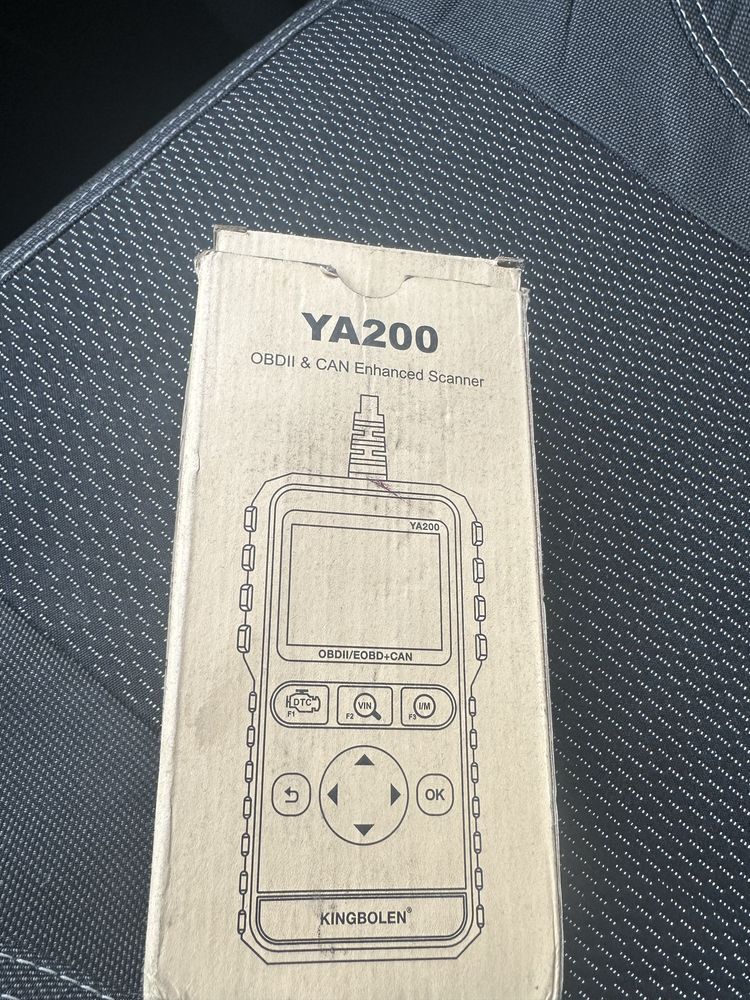 YA200
OBDII & CAN Enhanced Scanner
YA200
OBDII/EOBD+CAN
DTC
F1
VIN
F2
I/M
F3
OK
KINGBOLEN®